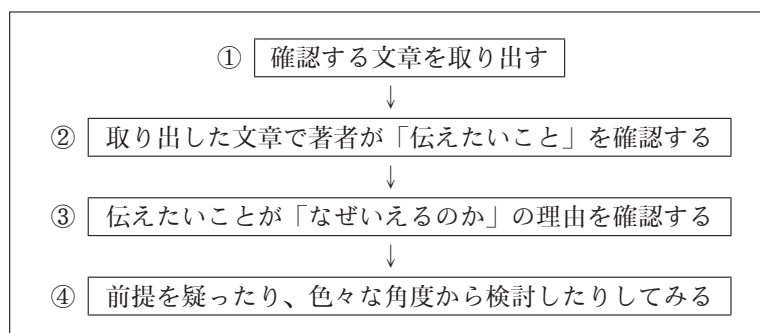 ① 確認する文章を取り出す
↓
② 取り出した文章で著者が「伝えたいこと」を確認する
↓
③ 伝えたいことが「なぜいえるのか」の理由を確認する
↓
④ 前提を疑ったり、色々な角度から検討したりしてみる